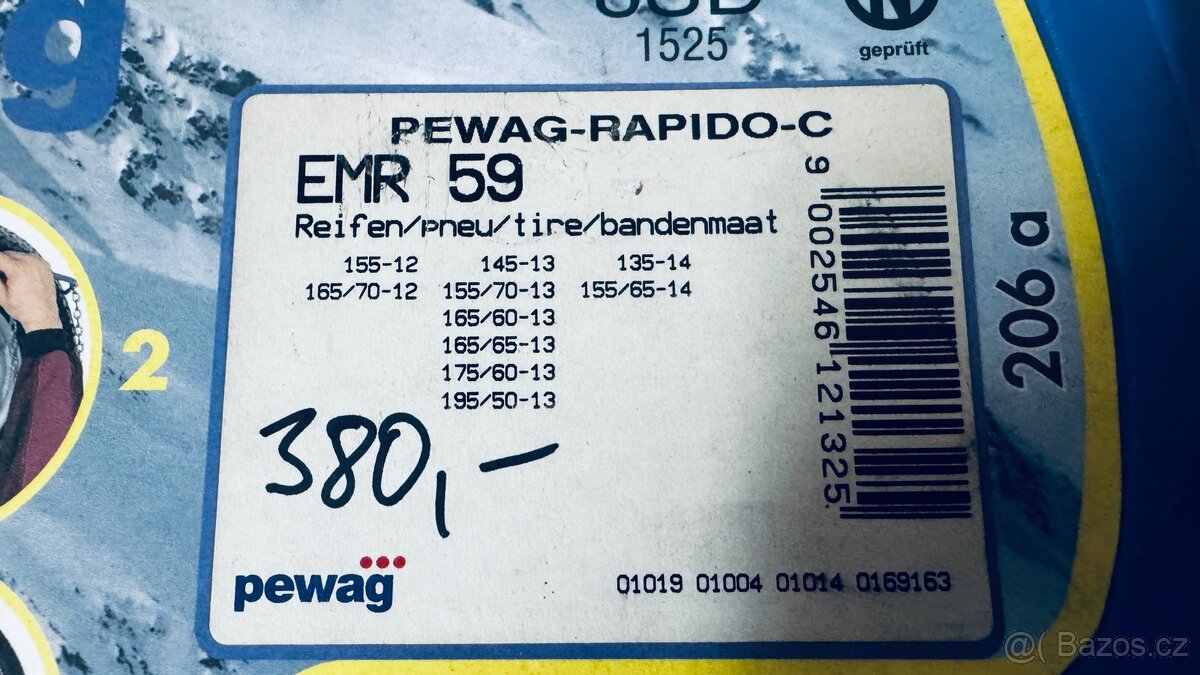 1525
geprüft
PEWAG-RAPIDO-C
EMR 59
Reifen/pneu/tire/bandenmaat
155-12 145-13 135-14
165/70-12 155/70-13 155/65-14
165/60-13
165/65-13
175/60-13
195/50-13
380,-
9 002546 121325
206 a
2
pewag
01019 01004 01014 0169163
@( Bazos.cz